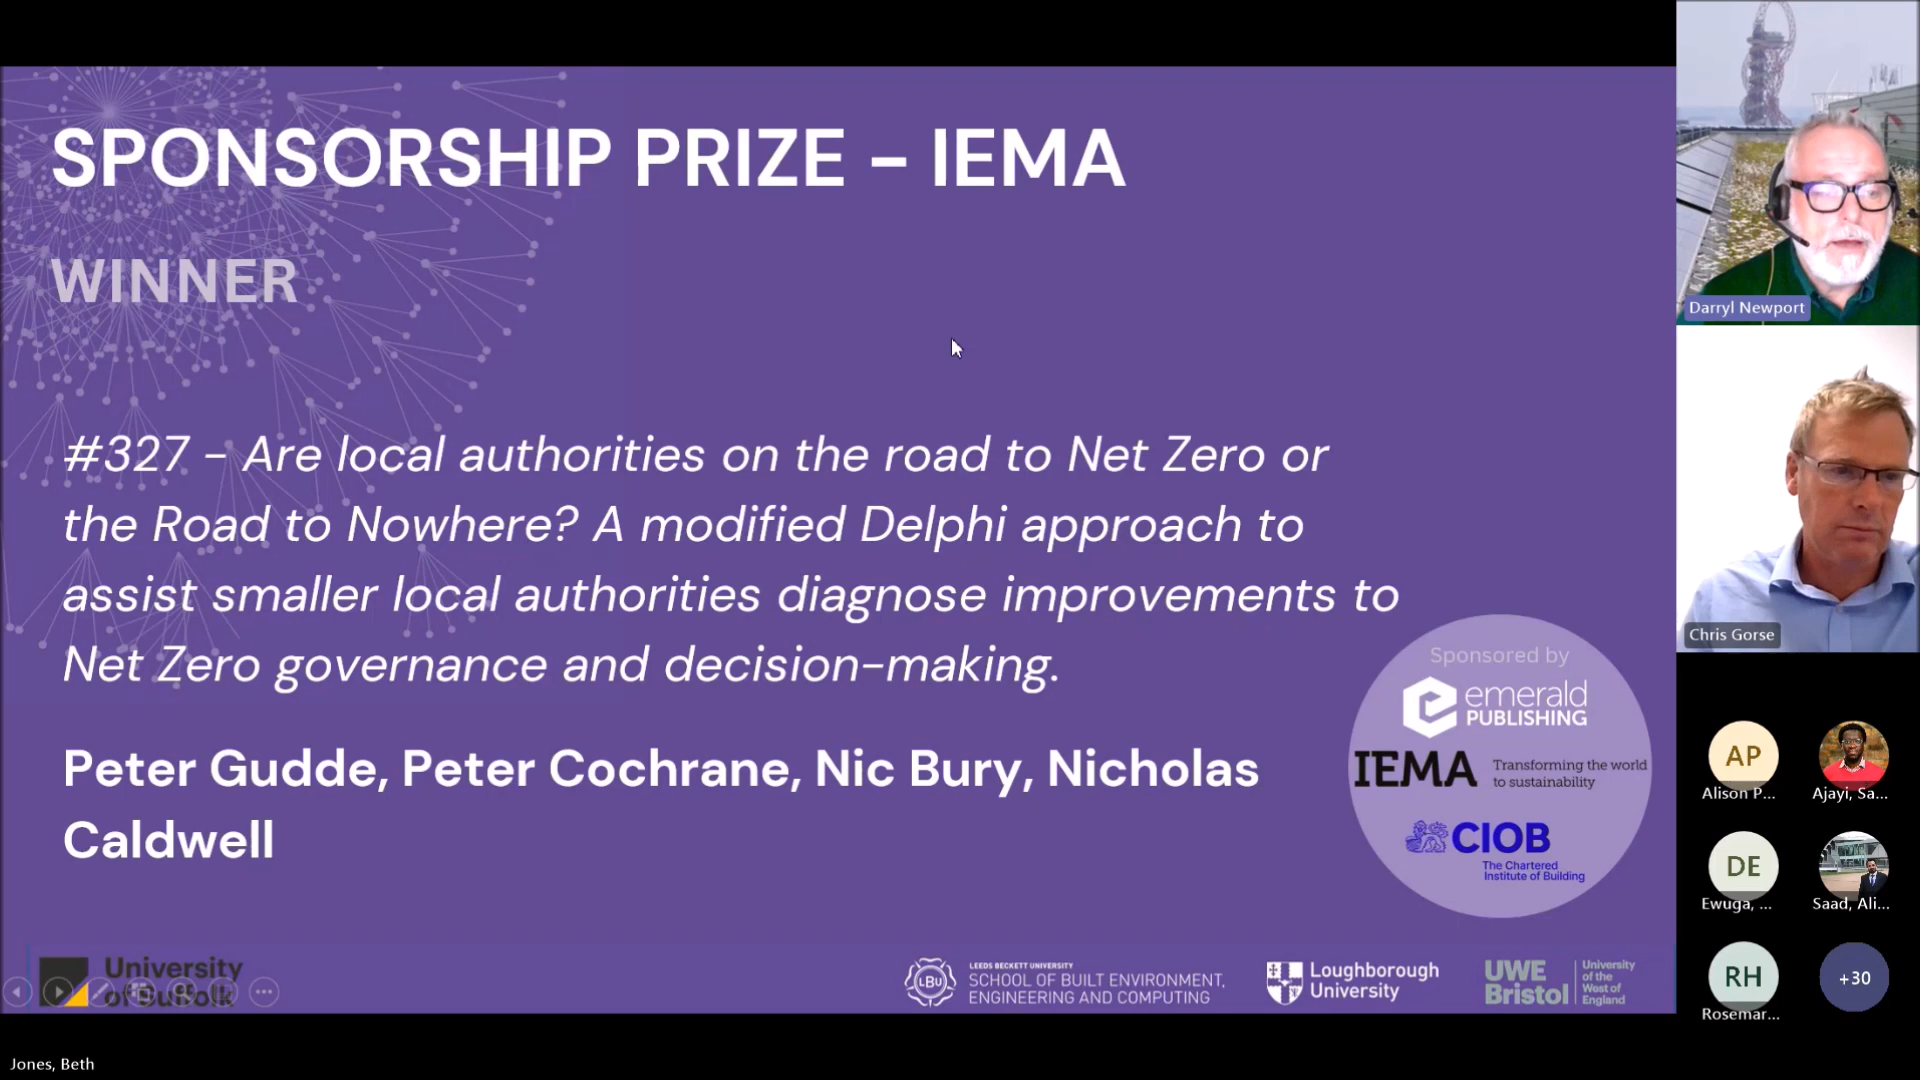 SPONSORSHIP PRIZE - IEMA
WINNER
#327 - Are local authorities on the road to Net Zero or
the Road to Nowhere? A modified Delphi approach to
assist smaller local authorities diagnose improvements to
Net Zero governance and decision-making.
Peter Gudde, Peter Cochrane, Nic Bury, Nicholas
Caldwell
Sponsored by
emerald
PUBLISHING
IEMA Transforming the world
to sustainability
CIOB
The Chartered
Institute of Building
University
of Suffolk
LBU
LEEDS BECKETT UNIVERSITY
SCHOOL OF BUILT ENVIRONMENT,
ENGINEERING AND COMPUTING
Loughborough
University
UWE
Bristol
University
of the
West of
England
Darryl Newport
Chris Gorse
AP
Alison P...
Ajayi, Sa...
DE
Ewuga, ...
Saad, Ali...
RH
Rosemar...
+30
Jones, Beth